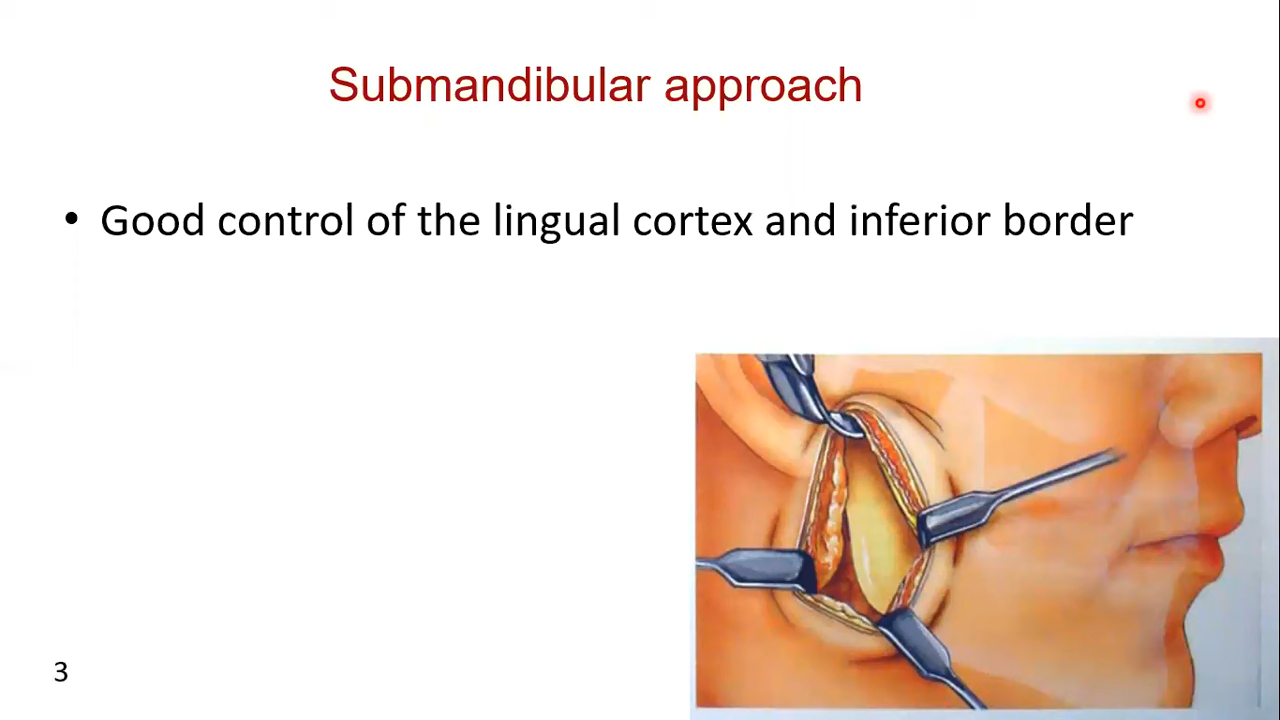 Submandibular approach
• Good control of the lingual cortex and inferior border
3